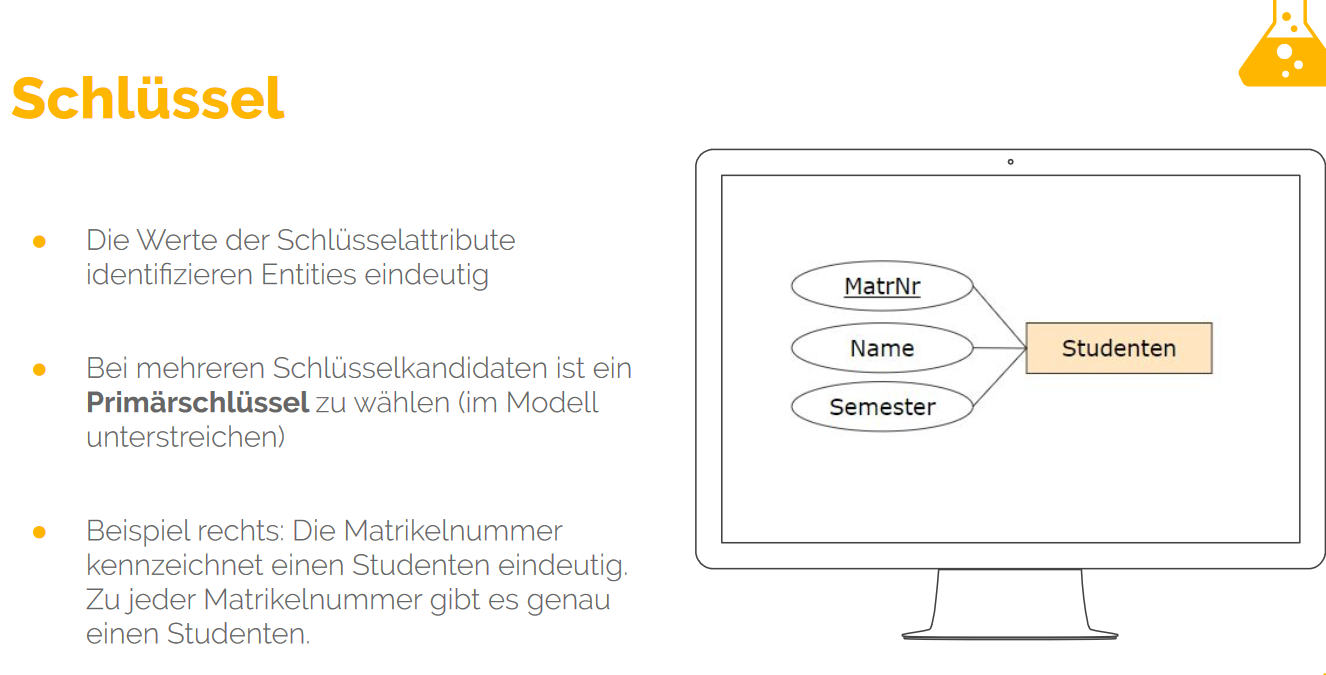 Schlüssel
Die Werte der Schlüsselattribute
identifizieren Entities eindeutig
Bei mehreren Schlüsselkandidaten ist ein
Primärschlüssel zu wählen (im Modell
unterstreichen)
Beispiel rechts: Die Matrikelnummer
kennzeichnet einen Studenten eindeutig.
Zu jeder Matrikelnummer gibt es genau
einen Studenten.
MatrNr
Name
Semester
Studenten